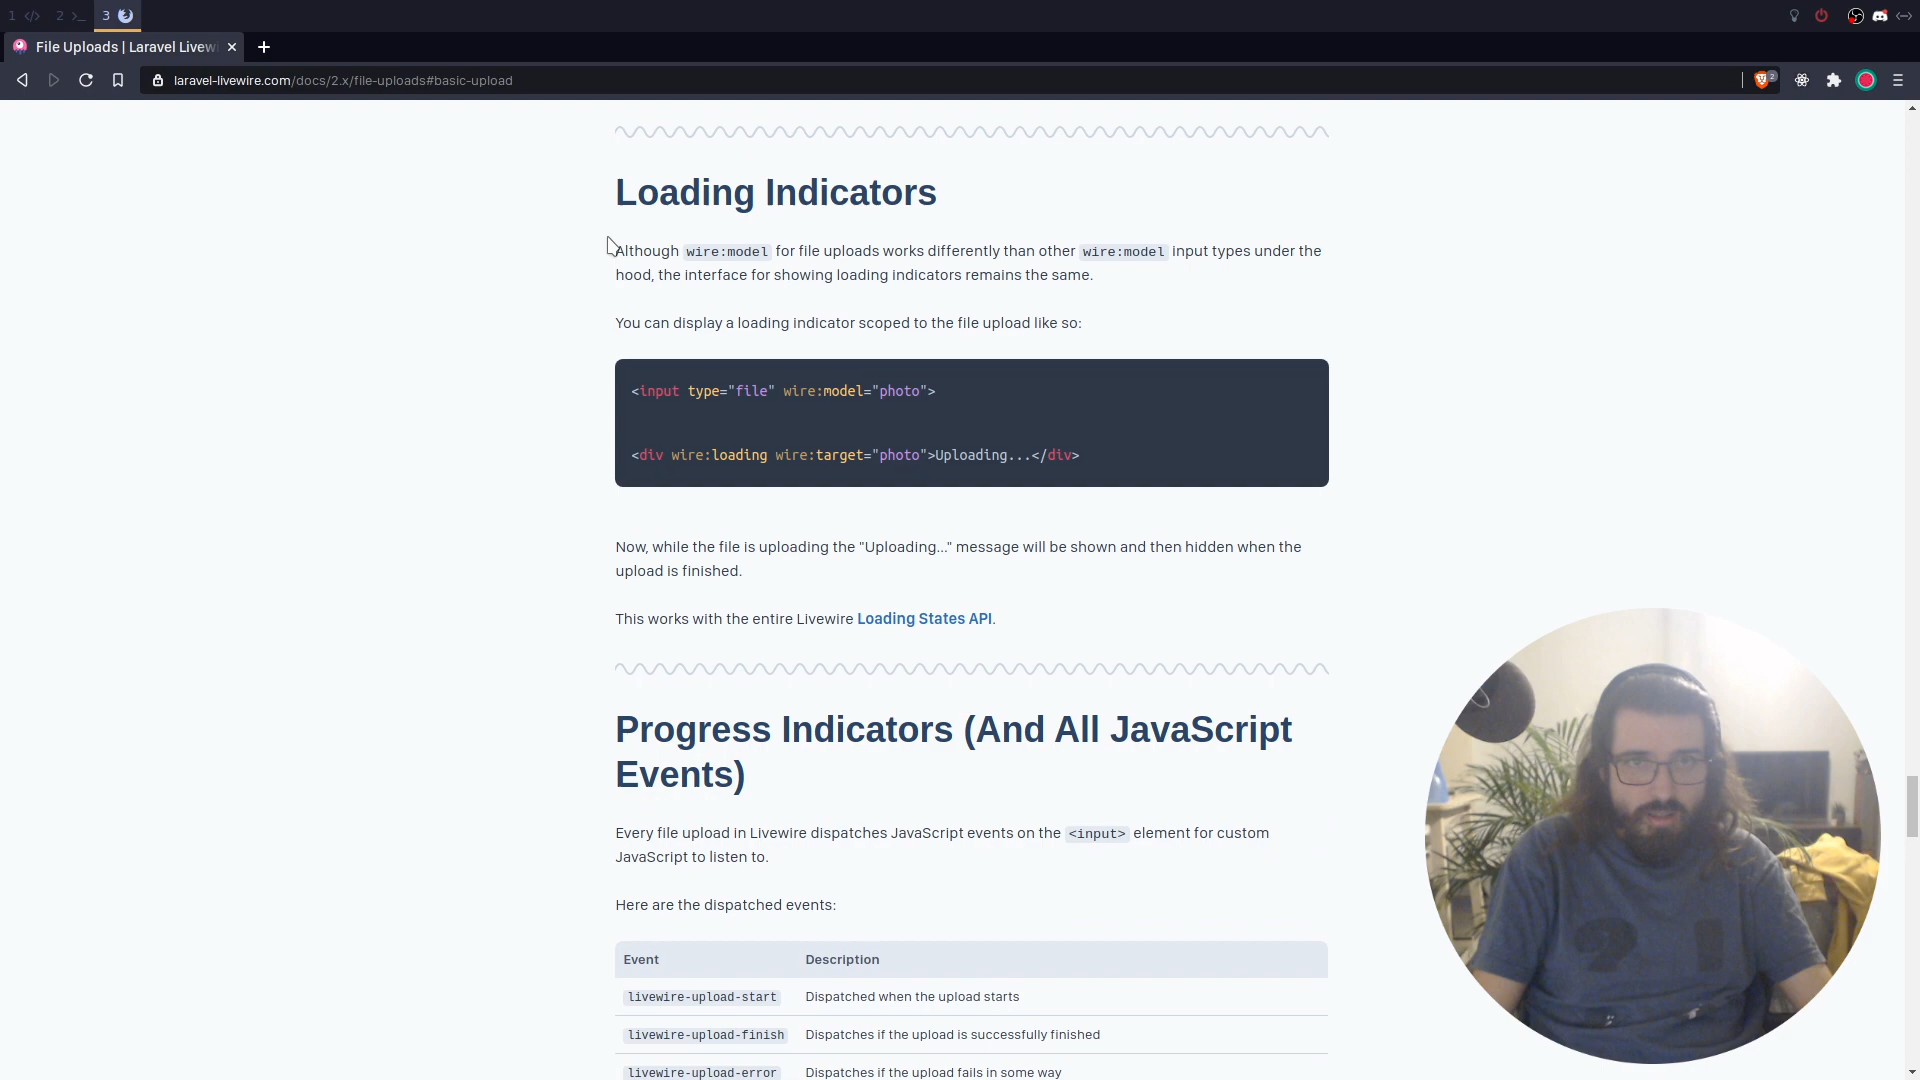 1 2 3
File Uploads | Laravel Livew
laravel-livewire.com/docs/2.x/file-uploads#basic-upload
2
Loading Indicators
Although wire:model for file uploads works differently than other wire:model input types under the
hood, the interface for showing loading indicators remains the same.
You can display a loading indicator scoped to the file upload like so:
<input type="file" wire:model="photo">
<div wire:loading wire:target="photo">Uploading...</div>
Now, while the file is uploading the "Uploading..." message will be shown and then hidden when the
upload is finished.
This works with the entire Livewire Loading States API.
Progress Indicators (And All JavaScript
Events)
Every file upload in Livewire dispatches JavaScript events on the <input> element for custom
JavaScript to listen to.
Here are the dispatched events:
Event Description
livewire-upload-start Dispatched when the upload starts
livewire-upload-finish Dispatches if the upload is successfully finished
livewire-upload-error Dispatches if the upload fails in some way
21